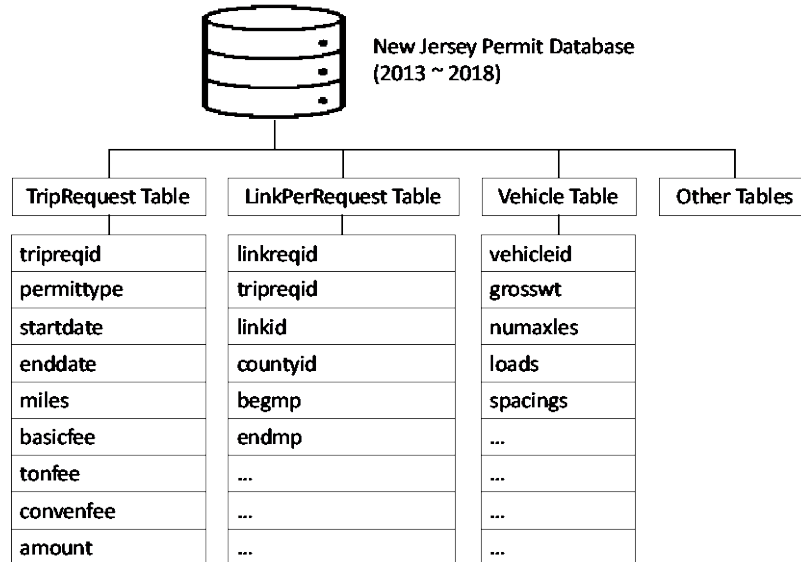 New Jersey Permit Database
(2013 ~ 2018)
TripRequest Table
LinkPerRequest Table
Vehicle Table
Other Tables
tripreqid
permittype
startdate
enddate
miles
basicfee
tonfee
convenfee
amount
linkreqid
tripreqid
linkid
countyid
begmp
endmp
...
...
...
vehicleid
grosswt
numaxles
loads
spacings
...
...
...
...